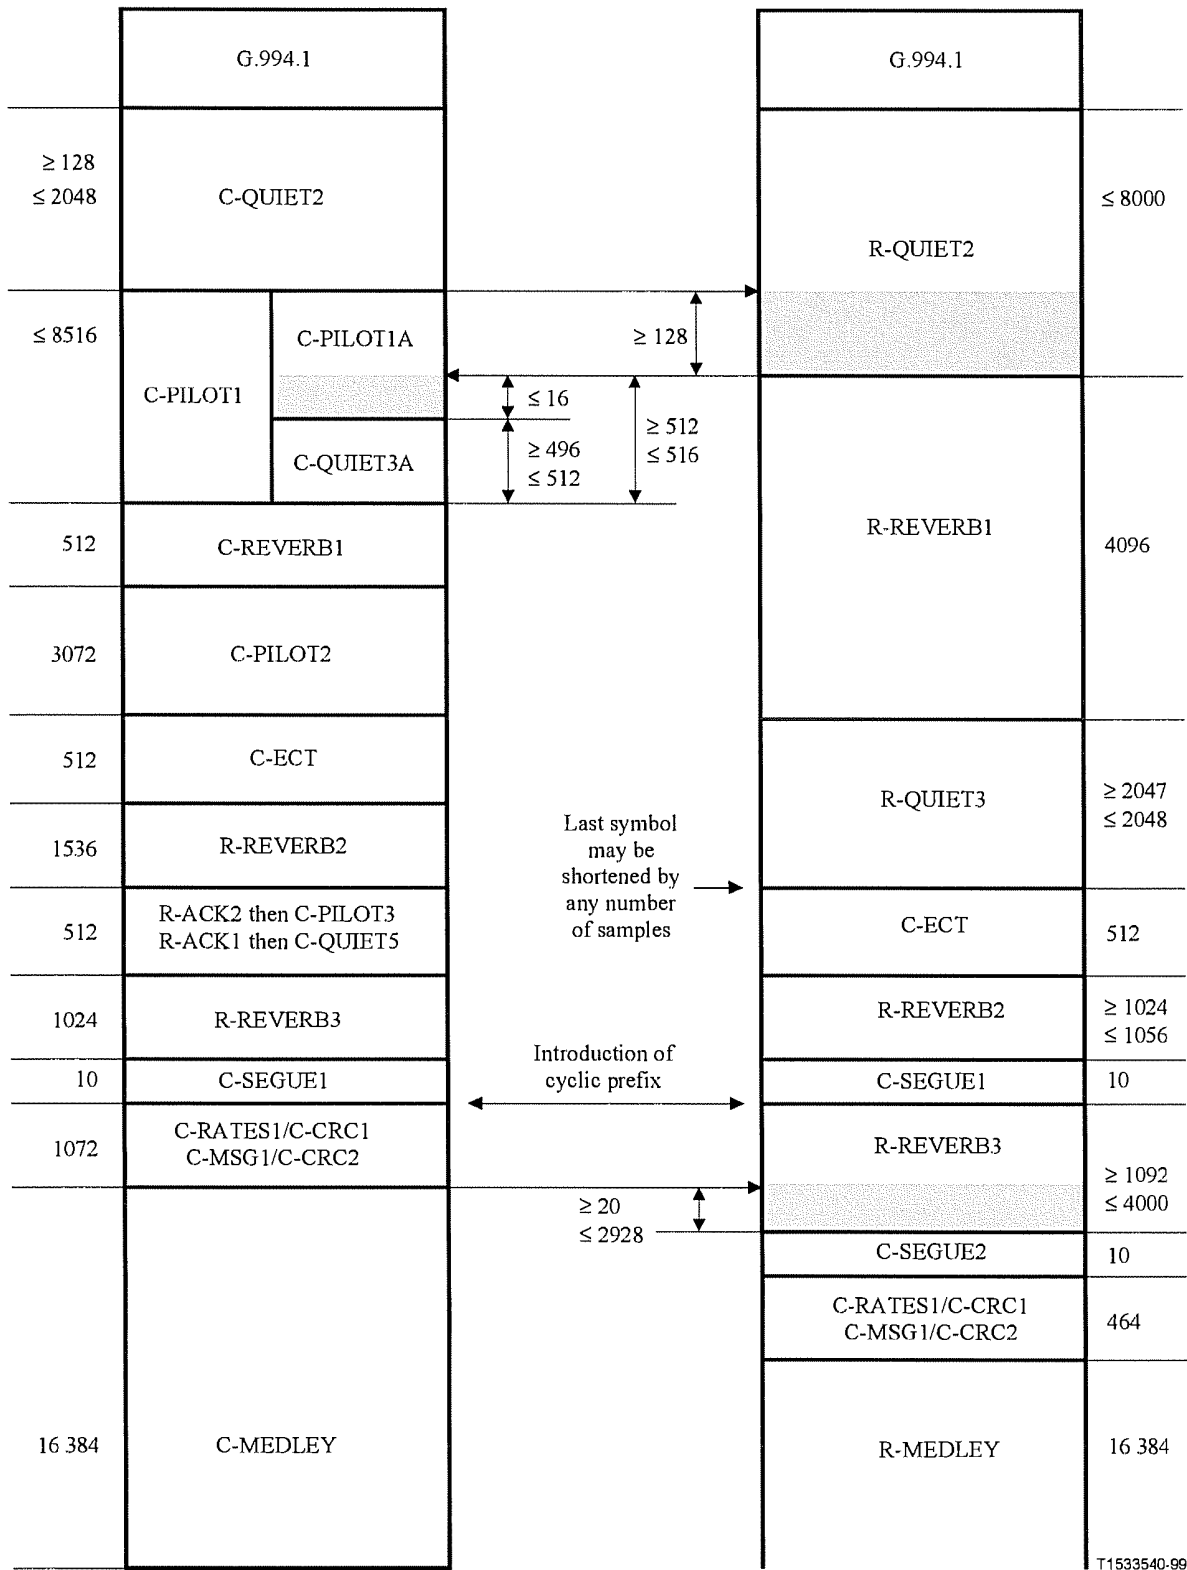 G.994.1
≥ 128
≤ 2048
C-QUIET2
≤ 8516
C-PILOT1
C-PILOT1A
C-QUIET3A
512
C-REVERB1
3072
C-PILOT2
512
C-ECT
1536
R-REVERB2
512
R-ACK2 then C-PILOT3
R-ACK1 then C-QUIET5
1024
R-REVERB3
10
C-SEGUE1
1072
C-RATES1/C-CRC1
C-MSG1/C-CRC2
16 384
C-MEDLEY
≥ 128
≤ 16
≥ 496
≤ 512
≥ 512
≤ 516
Last symbol
may be
shortened by
any number
of samples
Introduction of
cyclic prefix
≥ 20
≤ 2928
G.994.1
R-QUIET2
≤ 8000
R-REVERB1
4096
R-QUIET3
≥ 2047
≤ 2048
C-ECT
512
R-REVERB2
≥ 1024
≤ 1056
C-SEGUE1
10
R-REVERB3
≥ 1092
≤ 4000
C-SEGUE2
10
C-RATES1/C-CRC1
C-MSG1/C-CRC2
464
R-MEDLEY
16 384
T1533540-99